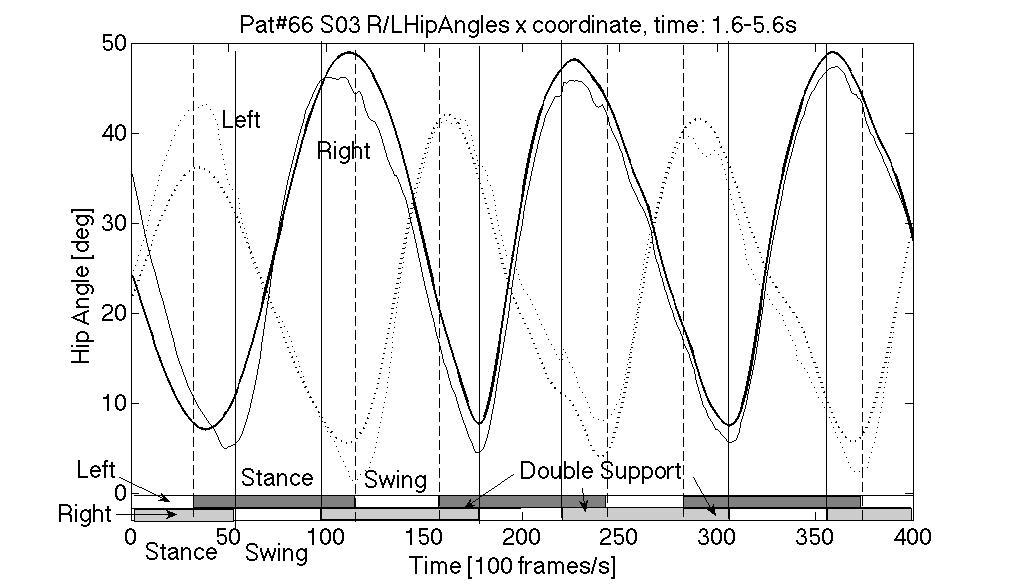 Pat#66 S03 R/LHipAngles x coordinate, time: 1.6-5.6s
50
40
30
20
10
0
Hip Angle [deg]
Left
Right
Left
Stance
Swing
Double Support
Right
0
50
100
150
200
250
300
350
400
Stance
Swing
Time [100 frames/s]